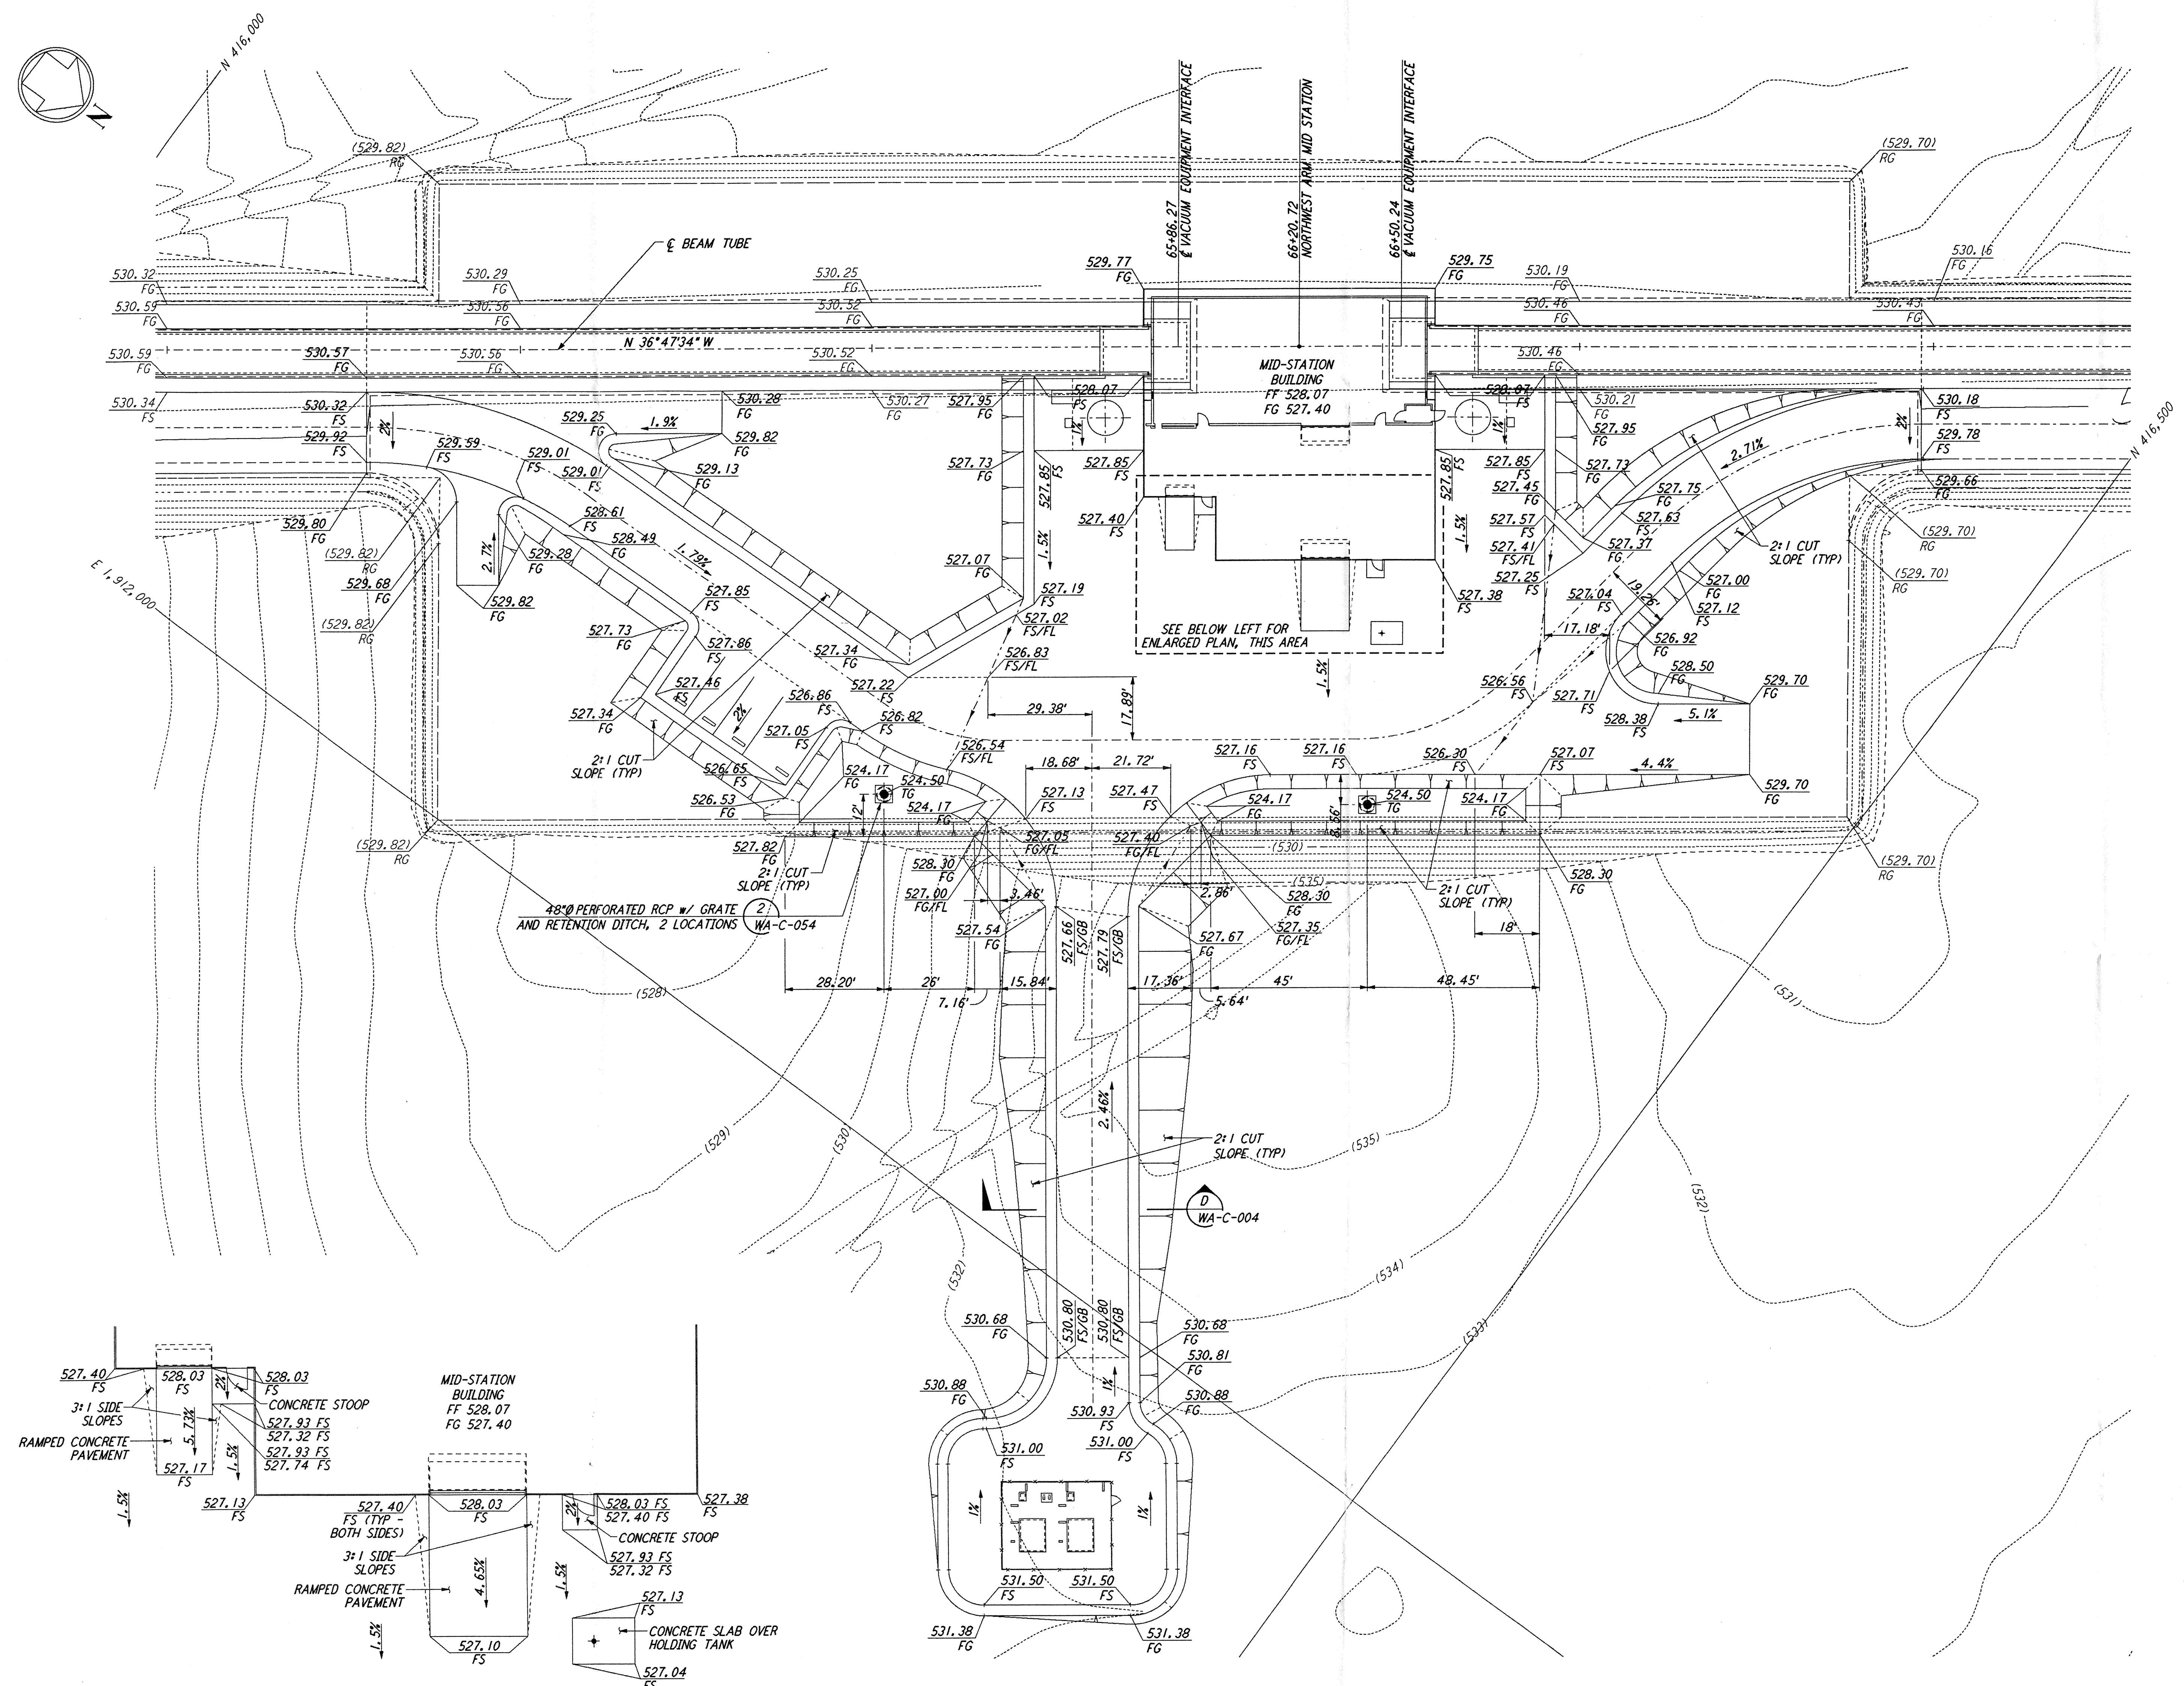 N 416,000
N
(529.82)
RG
(529.70)
RG
65+86.27
℄ VACUUM EQUIPMENT INTERFACE
66+20.72
NORTHWEST ARM MID STATION
66+50.24
℄ VACUUM EQUIPMENT INTERFACE
℄ BEAM TUBE
530.32
FG
530.29
FG
530.25
FG
529.77
FG
529.75
FG
530.19
FG
530.16
FG
530.59
FG
530.56
FG
530.52
FG
530.46
FG
530.43
FG
N 36°47'34" W
530.59
FG
530.57
FG
530.56
FG
530.52
FG
530.46
FG
MID-STATION
BUILDING
FF 528.07
FG 527.40
530.34
FS
530.32
FS
529.92
FS
2%
529.59
FS
529.01
FS
529.25
FG
1.9%
530.28
FG
529.82
FG
530.27
FG
527.95
FG
528.07
FS
1%
528.07
FS
1%
530.21
FG
527.95
FG
530.18
FS
529.78
FS
2%
N 416,500
529.01
FS
529.13
FG
527.73
FG
527.85
FS
527.85
FS
527.85
FS
527.85
FS
527.73
FG
2.71%
529.66
FG
529.80
FG
(529.82)
RG
529.68
FG
(529.82)
RG
2.7%
529.28
FG
529.82
FG
528.61
FS
528.49
FG
1.79%
527.40
FS
1.5%
1.5%
527.45
FG
527.57
FS
527.41
FS/FL
527.25
FS
527.75
FG
527.63
FS
527.37
FG
2:1 CUT
SLOPE (TYP)
(529.70)
RG
(529.70)
RG
E 1,912,000
527.07
FG
527.19
FS
527.02
FS/FL
527.38
FS
527.04
FS
19.26'
527.00
FG
527.12
FS
526.92
FG
527.85
FS
527.73
FG
527.86
FS
527.46
FS
527.34
FG
527.34
FG
527.22
FS
526.83
FS/FL
SEE BELOW LEFT FOR
ENLARGED PLAN, THIS AREA
17.18'
528.50
FG
529.70
FG
527.71
FS
528.38
FS
5.1%
526.56
FS
1.5%
2%
526.86
FS
526.82
FS
527.05
FS
29.38'
17.89'
2:1 CUT
SLOPE (TYP)
526.65
FS
526.53
FG
524.17
FG
524.50
TG
526.54
FS/FL
18.68'
21.72'
527.16
FS
527.16
FS
526.30
FS
527.07
FS
4.4%
529.70
FG
12'
524.17
FG
527.13
FS
527.47
FS
524.17
FG
8.66'
524.50
TG
524.17
FG
(529.82)
RG
527.82
FG
2:1 CUT
SLOPE (TYP)
528.30
FG
527.00
FG/FL
527.05
FG/FL
527.40
FG/FL
(530)
(535)
3.46'
2.86'
528.30
FG
527.35
FG/FL
2:1 CUT
SLOPE (TYP)
528.30
FG
(529.70)
RG
48"Ø PERFORATED RCP w/ GRATE
AND RETENTION DITCH, 2 LOCATIONS
2
WA-C-054
527.54
FG
527.66
FS/GB
527.79
FS/GB
527.67
FG
18'
28.20'
26'
15.84'
7.16'
17.36'
5.64'
45'
48.45'
(528)
(531)
(529)
(530)
2.46%
2:1 CUT
SLOPE (TYP)
(535)
(532)
D
WA-C-004
(532)
(534)
(533)
530.68
FG
530.80
FS/GB
530.80
FS/GB
530.68
FG
530.81
FG
1%
530.88
FG
530.88
FG
530.93
FS
531.00
FS
531.00
FS
1%
1%
531.50
FS
531.50
FS
531.38
FG
531.38
FG
527.40
FS
528.03
FS
2%
528.03
FS
CONCRETE STOOP
3:1 SIDE
SLOPES
5.73%
527.93 FS
527.32 FS
527.93 FS
527.74 FS
RAMPED CONCRETE
PAVEMENT
1.5%
527.17
FS
1.5%
527.13
FS
MID-STATION
BUILDING
FF 528.07
FG 527.40
527.40
FS (TYP -
BOTH SIDES)
528.03
FS
2%
528.03 FS
527.40 FS
527.38
FS
CONCRETE STOOP
3:1 SIDE
SLOPES
527.93 FS
527.32 FS
4.65%
1.5%
RAMPED CONCRETE
PAVEMENT
1.5%
527.10
FS
527.13
FS
CONCRETE SLAB OVER
HOLDING TANK
527.04
FS